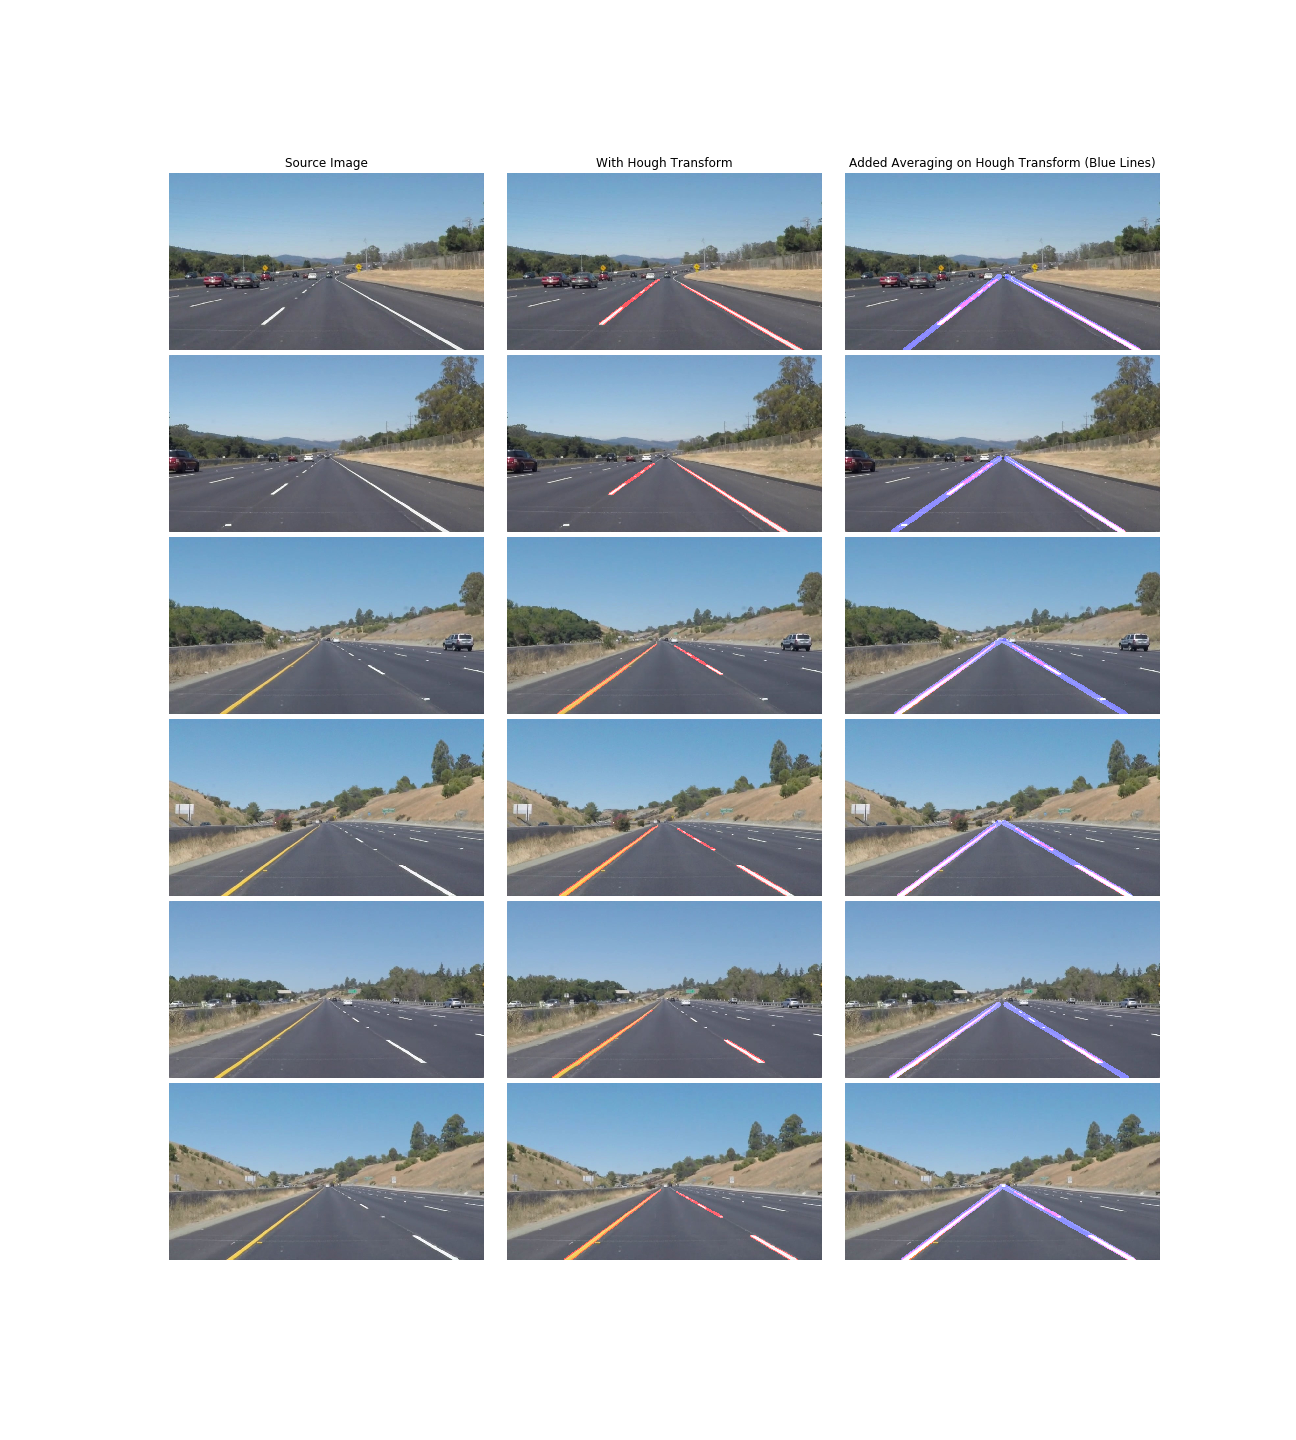 Source Image
With Hough Transform
Added Averaging on Hough Transform (Blue Lines)